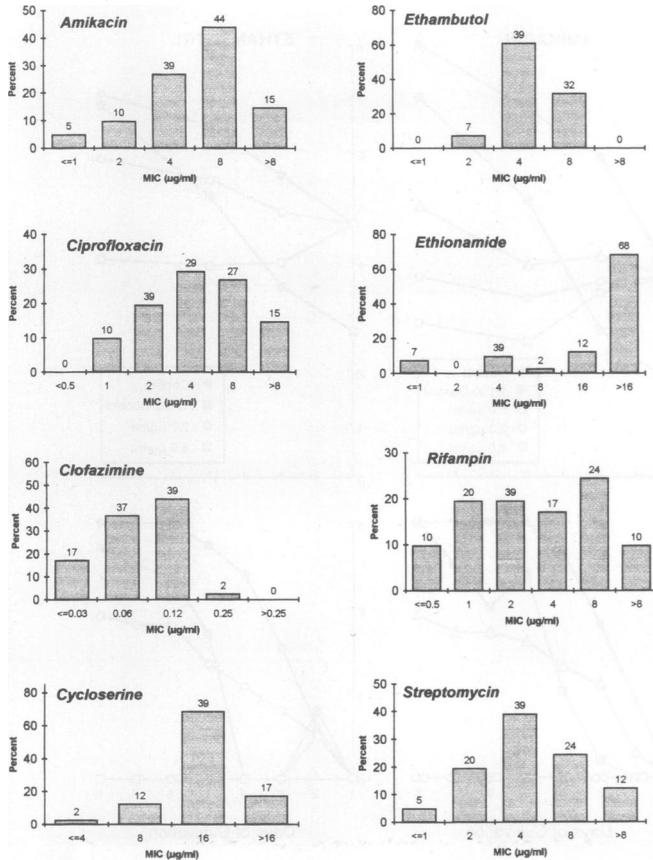 Amikacin
50
40
30
20
10
0
Percent
5
10
39
44
15
<=1 2 4 8 >8
MIC (µg/ml)
Ethambutol
80
60
40
20
0
Percent
0
7
39
32
0
<=1 2 4 8 >8
MIC (µg/ml)
Ciprofloxacin
40
30
20
10
0
Percent
0
10
39
29
27
15
<0.5 1 2 4 8 >8
MIC (µg/ml)
Ethionamide
80
60
40
20
0
Percent
7
0
39
2
12
68
<=1 2 4 8 16 >16
MIC (µg/ml)
Clofazimine
60
50
40
30
20
10
0
Percent
17
37
39
2
0
<=0.03 0.06 0.12 0.25 >0.25
MIC (µg/ml)
Rifampin
30
20
10
0
Percent
10
20
39
17
24
10
<=0.5 1 2 4 8 >8
MIC (µg/ml)
Cycloserine
80
60
40
20
0
Percent
2
12
39
17
<=4 8 16 >16
MIC (µg/ml)
Streptomycin
50
40
30
20
10
0
Percent
5
20
39
24
12
<=1 2 4 8 >8
MIC (µg/ml)